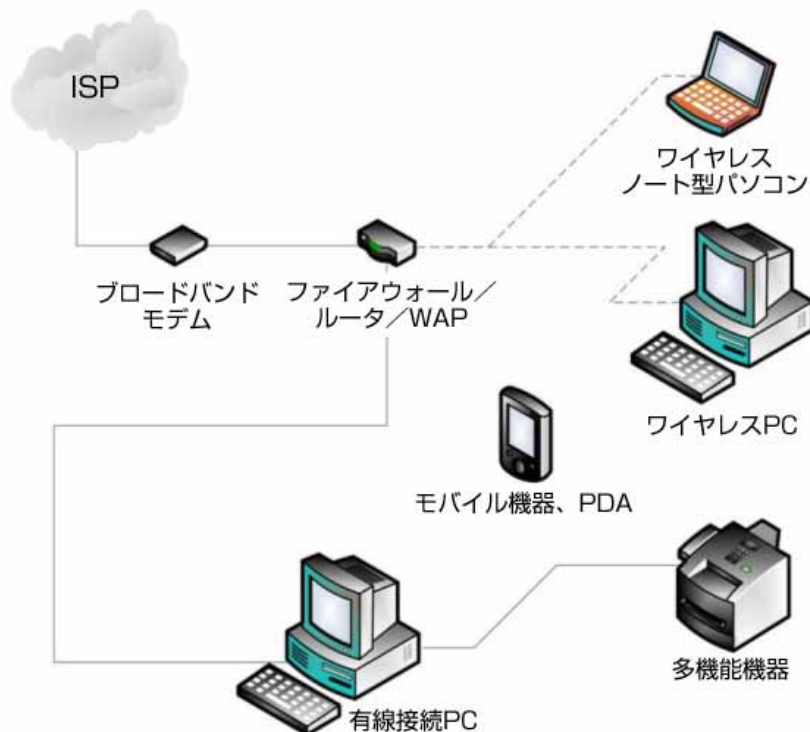 ISP
ワイヤレス
ノート型パソコン
ブロードバンド
モデム
ファイアウォール／
ルータ／WAP
ワイヤレスPC
モバイル機器、PDA
多機能機器
有線接続PC